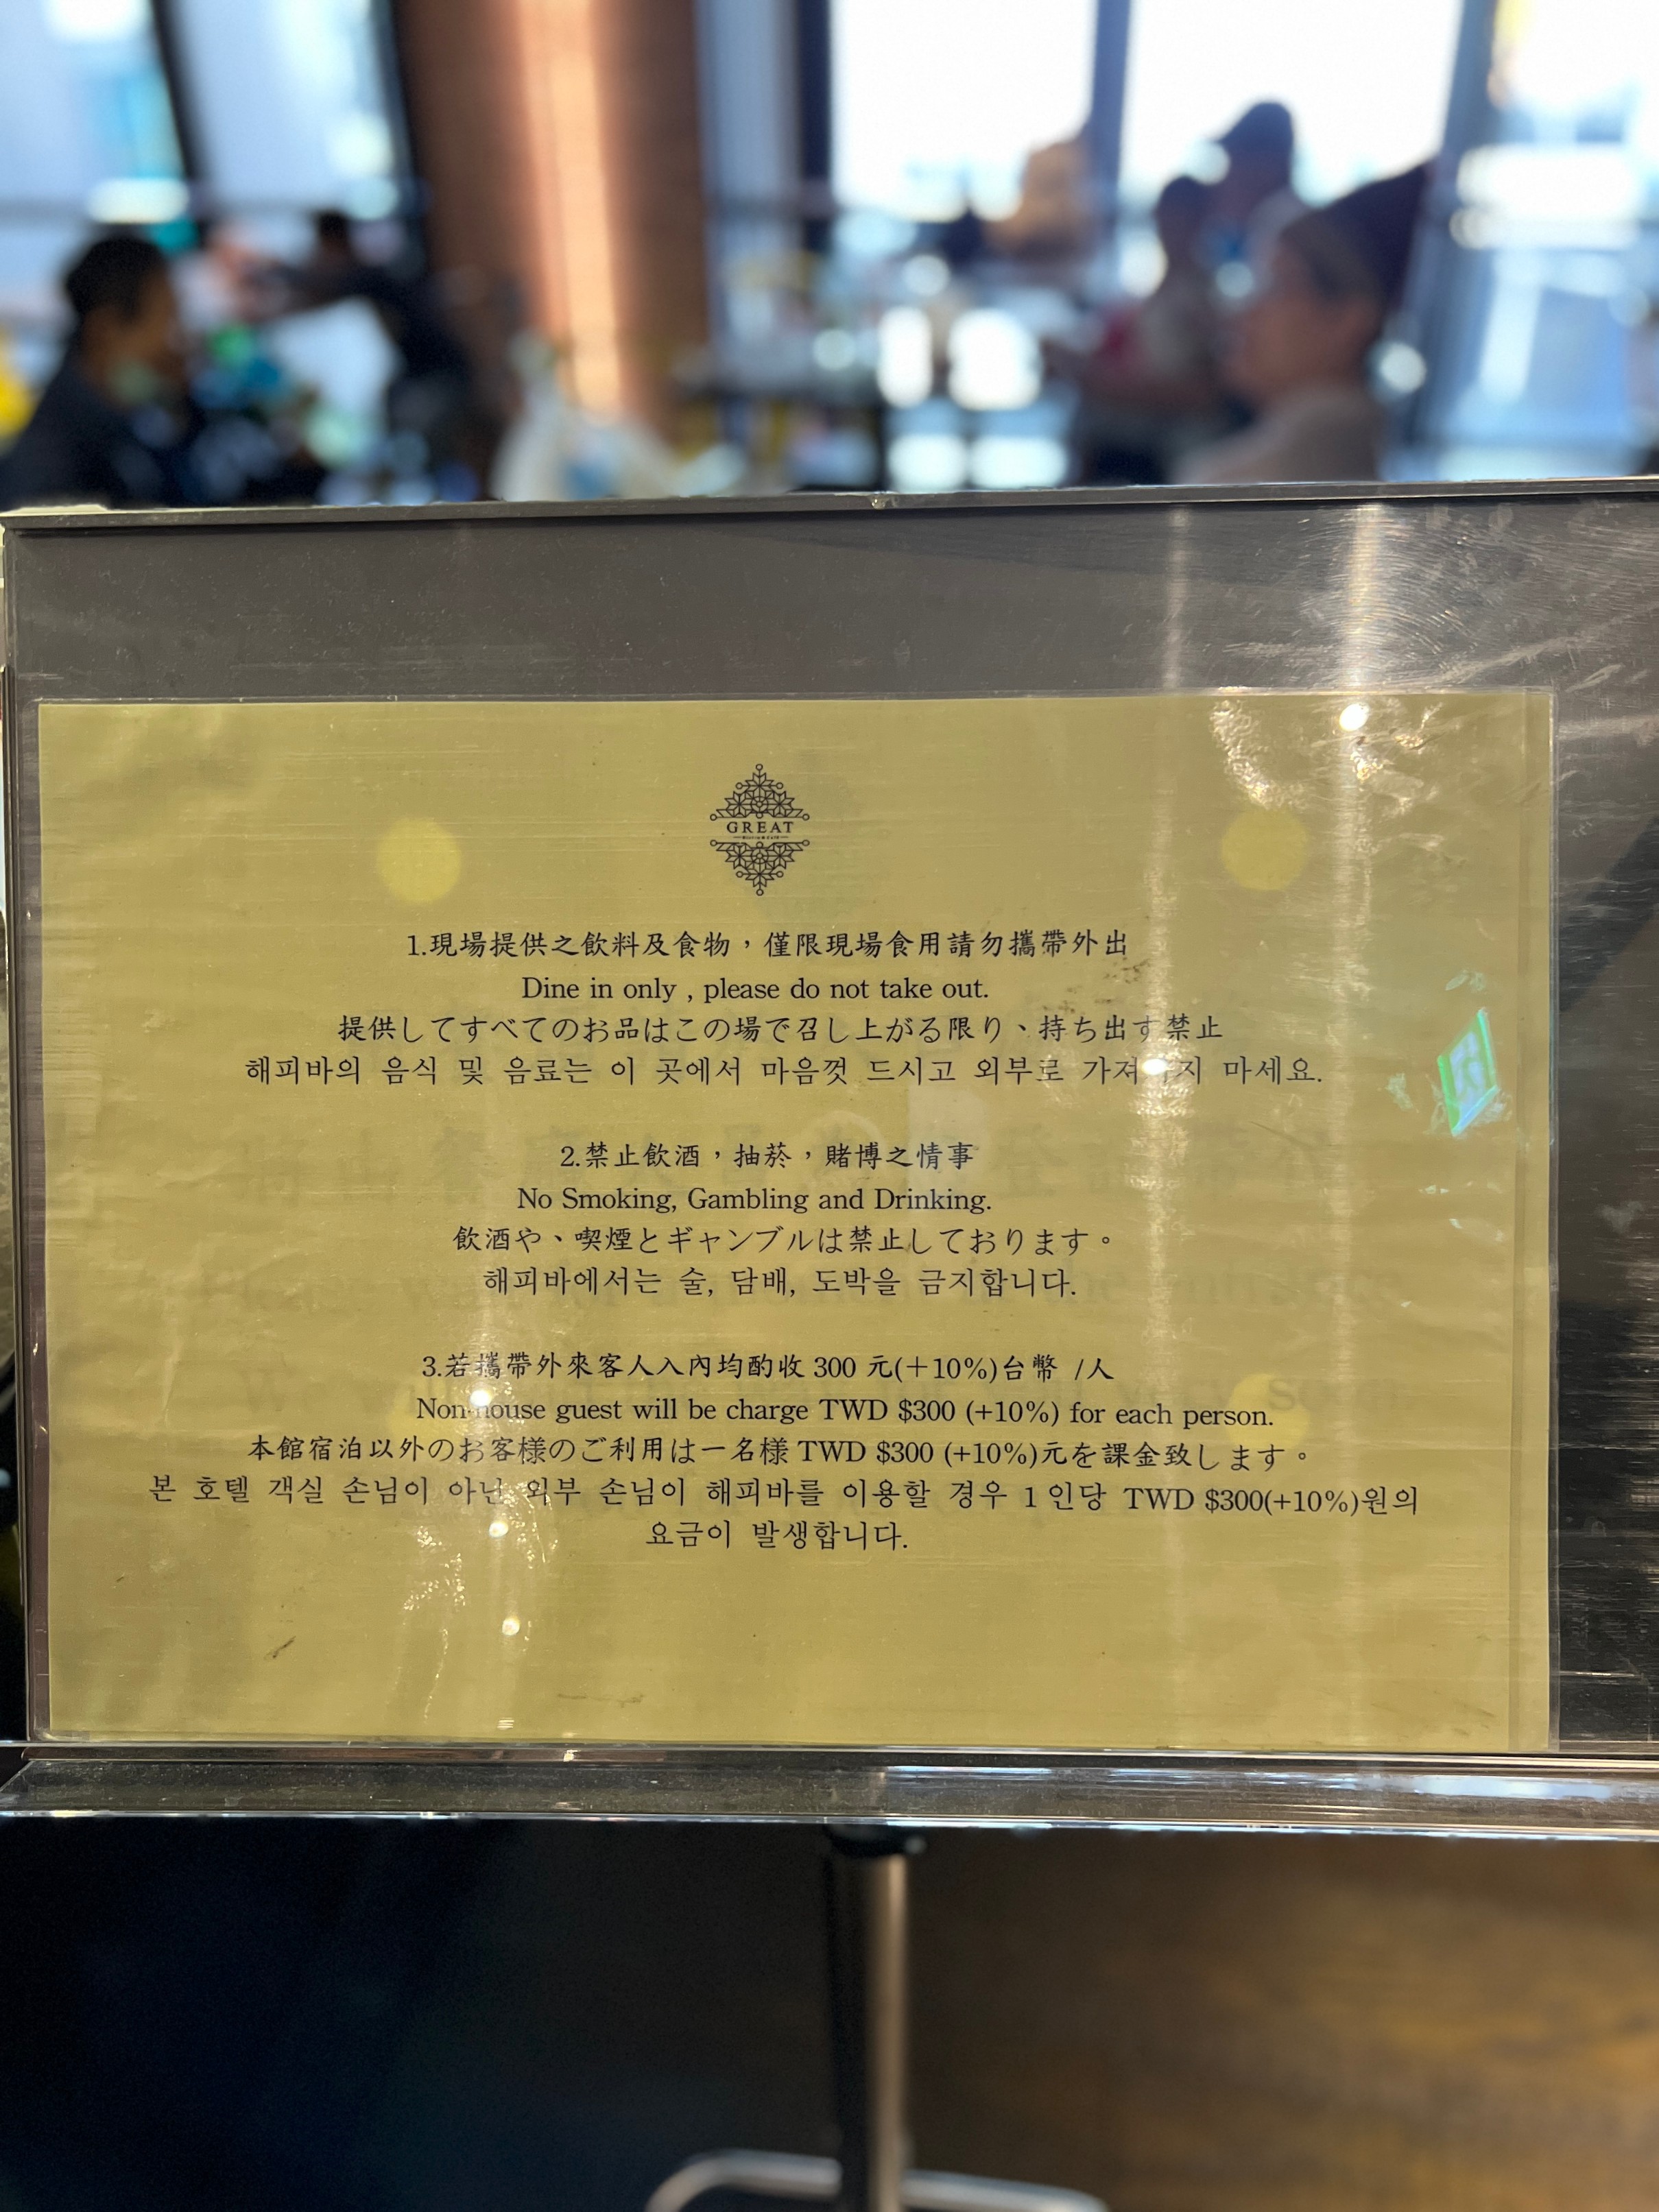 GREAT
1.現場提供之飲料及食物，僅限現場食用請勿攜帶外出
Dine in only , please do not take out.
提供してすべてのお品はこの場で召し上がる限り、持ち出す禁止
해피바의 음식 및 음료는 이 곳에서 마음껏 드시고 외부로 마세요.
2.禁止飲酒，抽菸，賭博之情事
No Smoking, Gambling and Drinking.
飲酒や、喫煙とギャンブルは禁止しております。
해피바에서는 술, 담배, 도박을 금지합니다.
3.若攜帶外來客人入內均酌收 300 元(+10%)台幣 /人
Non-house guest will be charge TWD $300 (+10%) for each person.
本館宿泊以外のお客様のご利用は一名様 TWD $300 (+10%)元を課金致します。
본 호텔 객실 손님이 아닌 외부 손님이 해피바를 이용할 경우 1 인당 TWD $300(+10%)원의
요금이 발생합니다.